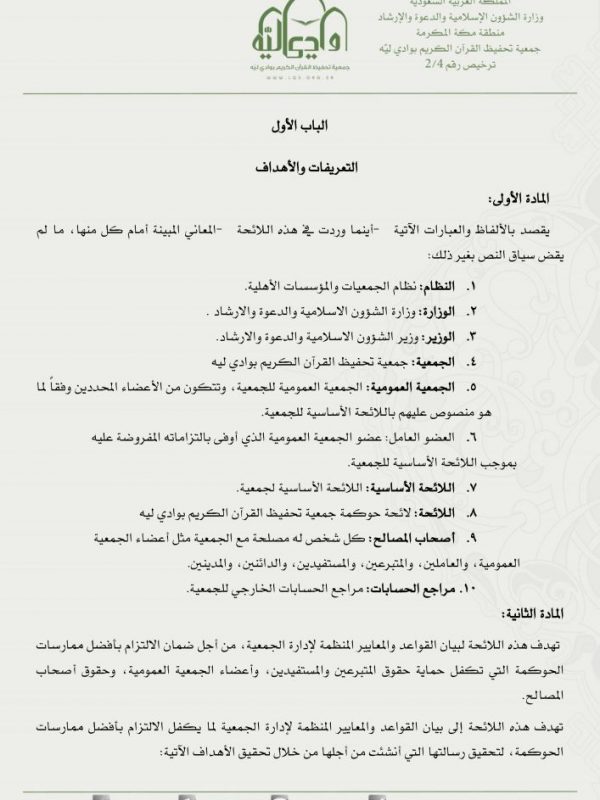 المملكة العربية السعودية
وزارة الشؤون الإسلامية والدعوة والإرشاد
منطقة مكة المكرمة
جمعية تحفيظ القرآن الكريم بوادي ليّه
ترخيص رقم 2/4
وادي ليّه
جمعية تحفيظ القرآن الكريم بوادي ليه
WWW.LQS.ORG.SA
الباب الأول
التعريفات والأهداف
المادة الأولى:
يقصد بالألفاظ والعبارات الآتية -أينما وردت في هذه اللائحة -المعاني المبينة أمام كل منها، ما لم
يقض سياق النص بغير ذلك:
١. النظام: نظام الجمعيات والمؤسسات الأهلية.
٢. الوزارة: وزارة الشؤون الاسلامية والدعوة والارشاد .
٣. الوزير: وزير الشؤون الاسلامية والدعوة والارشاد.
٤. الجمعية: جمعية تحفيظ القرآن الكريم بوادي ليه
٥. الجمعية العمومية: الجمعية العمومية للجمعية، وتتكون من الأعضاء المحددين وفقاً لما
هو منصوص عليهم باللائحة الأساسية للجمعية.
٦. العضو العامل: عضو الجمعية العمومية الذي أوفى بالتزاماته المفروضة عليه
بموجب اللائحة الأساسية للجمعية.
٧. اللائحة الأساسية: اللائحة الأساسية لجمعية.
٨. اللائحة: لائحة حوكمة جمعية تحفيظ القرآن الكريم بوادي ليه
٩. أصحاب المصالح: كل شخص له مصلحة مع الجمعية مثل أعضاء الجمعية
العمومية، والعاملين، والمتبرعين، والمستفيدين، والدائنين، والمدينين.
١٠. مراجع الحسابات: مراجع الحسابات الخارجي للجمعية.
المادة الثانية:
تهدف هذه اللائحة لبيان القواعد والمعايير المنظمة لإدارة الجمعية، من أجل ضمان الالتزام بأفضل ممارسات
الحوكمة التي تكفل حماية حقوق المتبرعين والمستفيدين، وأعضاء الجمعية العمومية، وحقوق أصحاب
المصالح.
تهدف هذه اللائحة إلى بيان القواعد والمعايير المنظمة لإدارة الجمعية لما يكفل الالتزام بأفضل ممارسات
الحوكمة، لتحقيق رسالتها التي أنشئت من أجلها من خلال تحقيق الأهداف الآتية: